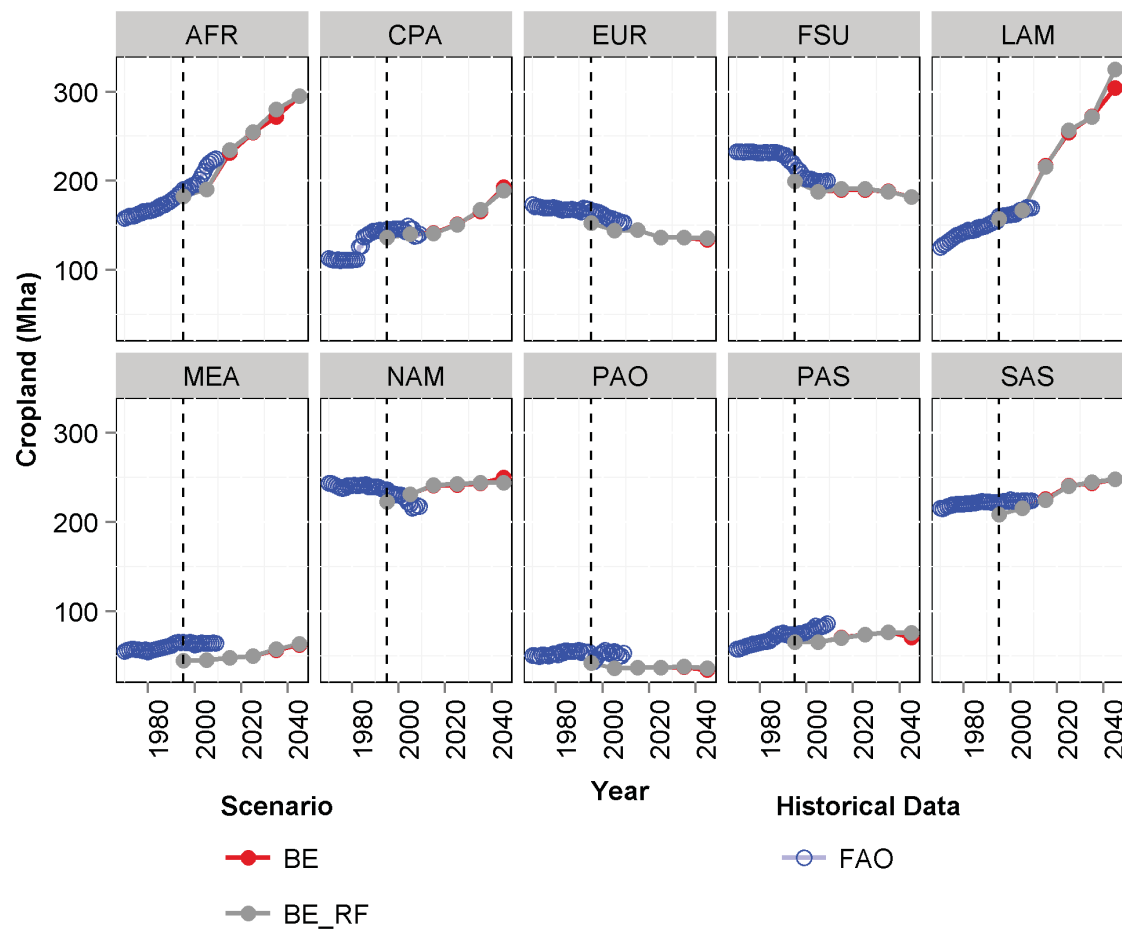 AFR CPA EUR FSU LAM
300
200
100
MEA NAM PAO PAS SAS
300
200
100
Cropland (Mha)
1980 2000 2020 2040 1980 2000 2020 2040 1980 2000 2020 2040 1980 2000 2020 2040 1980 2000 2020 2040
Year
Scenario Historical Data
BE FAO
BE_RF